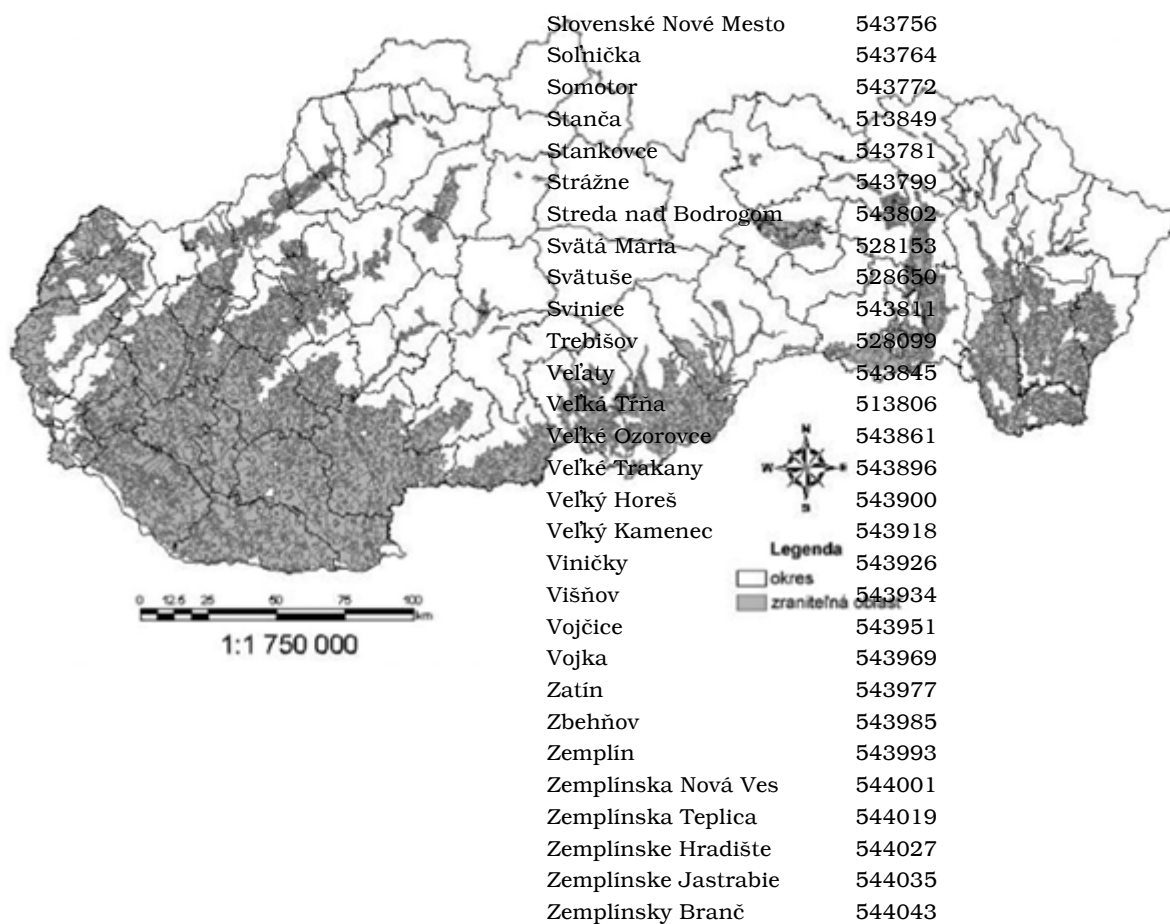 Slovenské Nové Mesto 543756
Soľnička 543764
Somotor 543772
Stanča 513849
Stankovce 543781
Strážne 543799
Streda nad Bodrogom 543802
Svätá Mária 528153
Svätuše 528650
Svinice 543811
Trebišov 528099
Veľaty 543845
Veľká Tŕňa 513806
Veľké Ozorovce 543861
Veľké Trakany 543896
Veľký Horeš 543900
Veľký Kamenec 543918
Viničky 543926
Višňov 543934
Vojčice 543951
Vojka 543969
Zatín 543977
Zbehňov 543985
Zemplín 543993
Zemplínska Nová Ves 544001
Zemplínska Teplica 544019
Zemplínske Hradište 544027
Zemplínske Jastrabie 544035
Zemplínsky Branč 544043
N
W E
S
Legenda
okres
zraniteľná oblasť
0 12.5 25 50 75 100
km
1:1 750 000